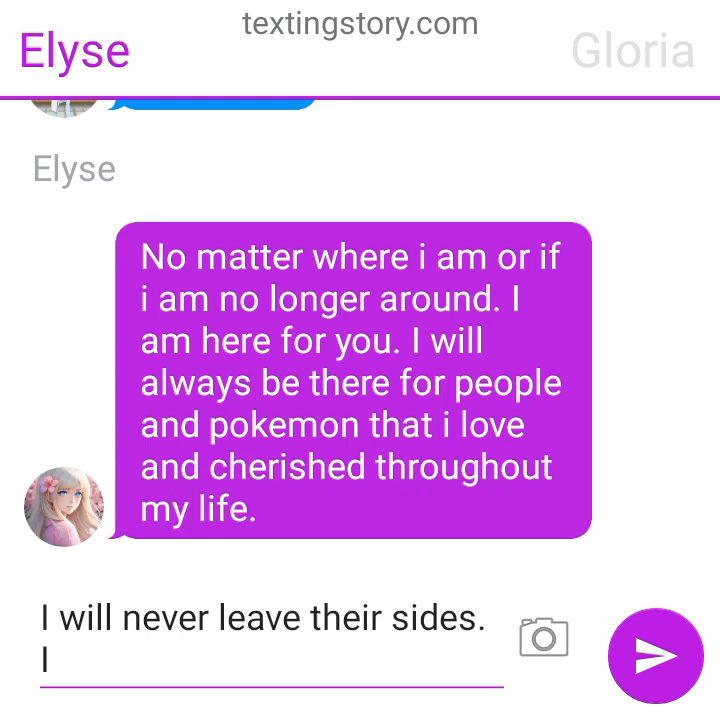 textingstory.com
Elyse
Gloria
Elyse
No matter where i am or if
i am no longer around. I
am here for you. I will
always be there for people
and pokemon that i love
and cherished throughout
my life.
I will never leave their sides.
I